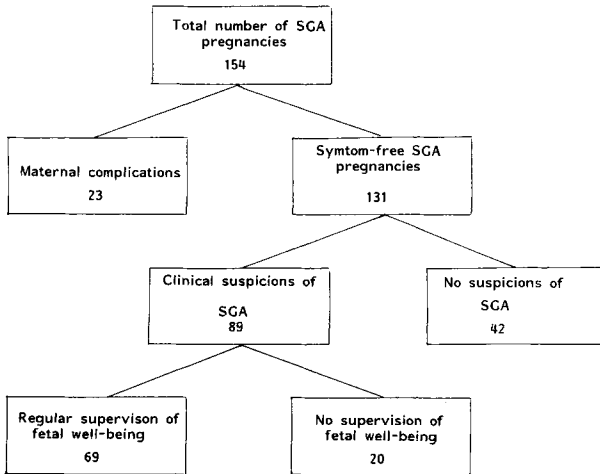 Total number of SGA
pregnancies
154
Maternal complications
23
Symtom-free SGA
pregnancies
131
Clinical suspicions of
SGA
89
No suspicions of
SGA
42
Regular supervison of
fetal well-being
69
No supervision of
fetal well-being
20